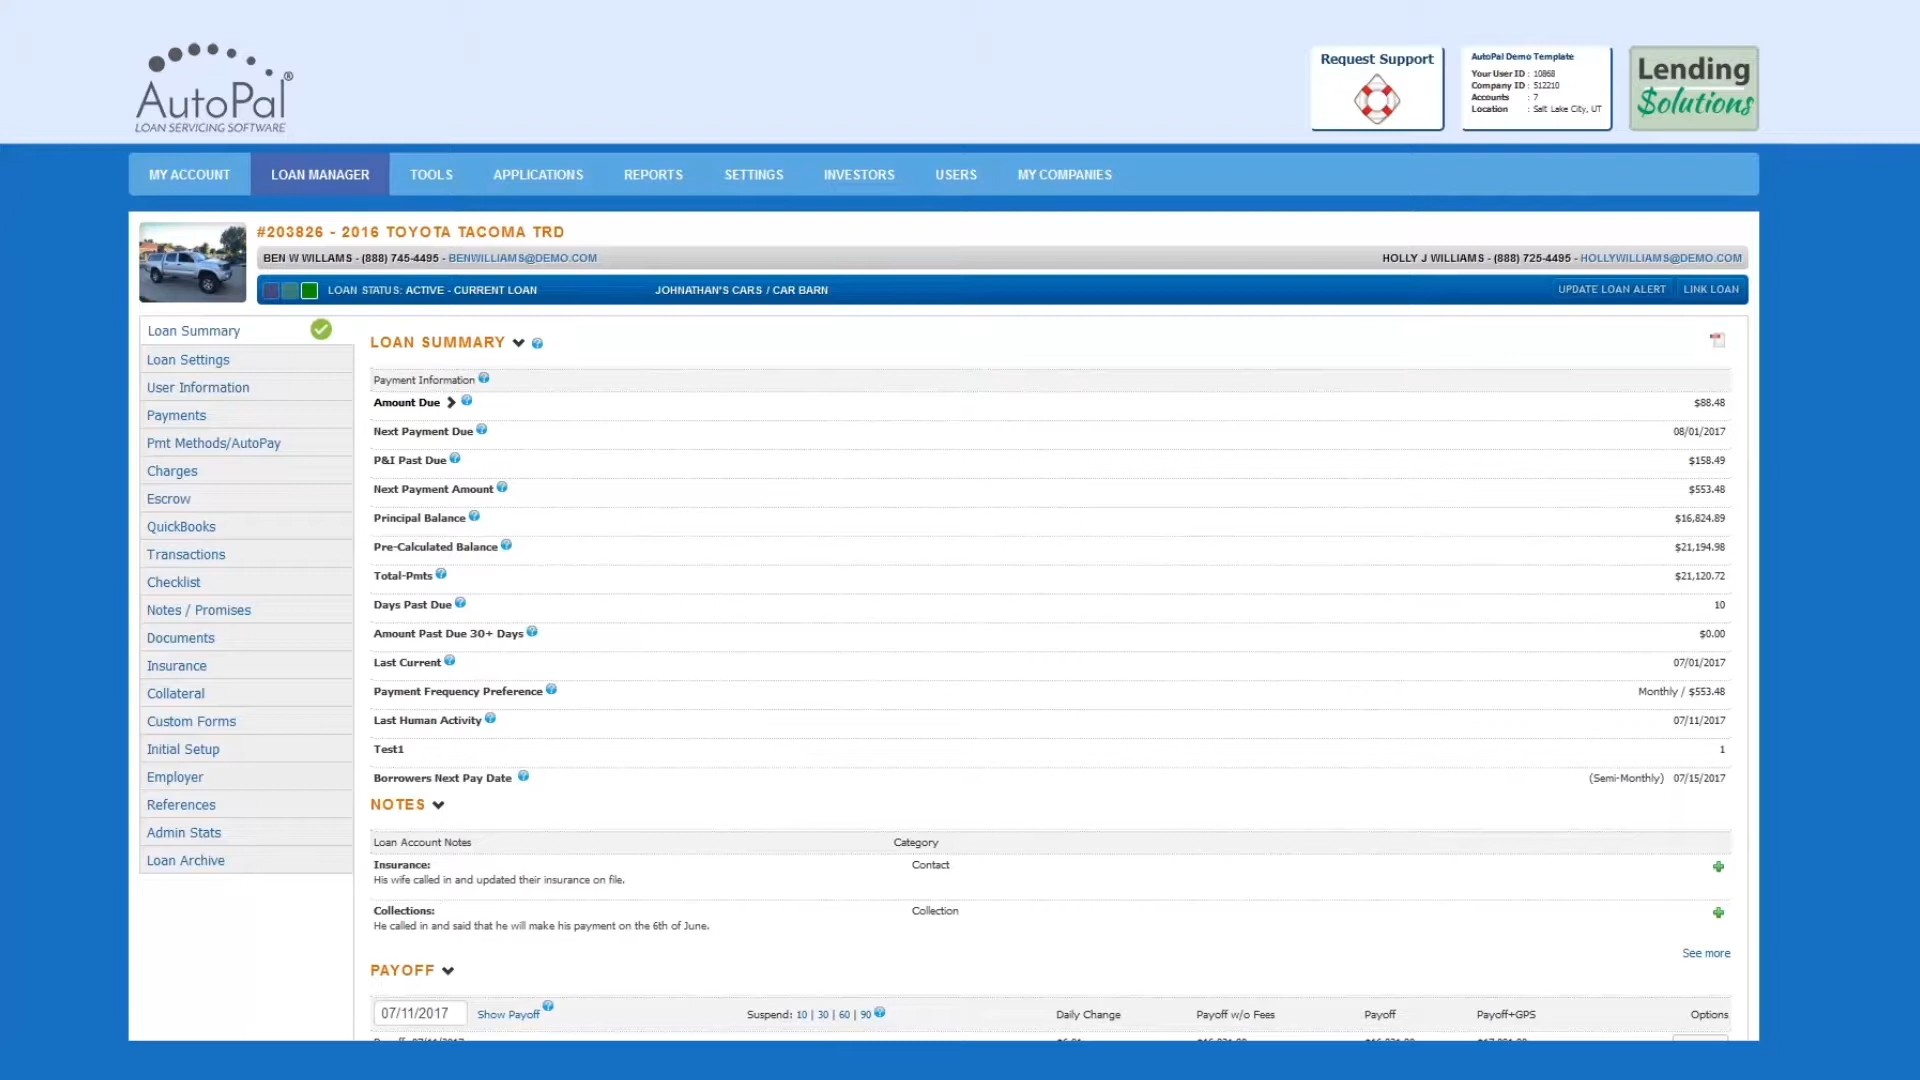 AutoPal®
LOAN SERVICING SOFTWARE
Request Support
AutoPal Demo Template
Your User ID : 10868
Company ID : 512210
Accounts : 7
Location : Salt Lake City, UT
Lending
$olutions
MY ACCOUNT LOAN MANAGER TOOLS APPLICATIONS REPORTS SETTINGS INVESTORS USERS MY COMPANIES
#203826 - 2016 TOYOTA TACOMA TRD
BEN W WILLAMS - (888) 745-4495 - BENWILLIAMS@DEMO.COM HOLLY J WILLIAMS - (888) 725-4495 - HOLLYWILLIAMS@DEMO.COM
LOAN STATUS: ACTIVE - CURRENT LOAN JOHNATHAN'S CARS / CAR BARN UPDATE LOAN ALERT LINK LOAN
Loan Summary
Loan Settings
User Information
Payments
Pmt Methods/AutoPay
Charges
Escrow
QuickBooks
Transactions
Checklist
Notes / Promises
Documents
Insurance
Collateral
Custom Forms
Initial Setup
Employer
References
Admin Stats
Loan Archive
LOAN SUMMARY
Payment Information
Amount Due $88.48
Next Payment Due 08/01/2017
P&I Past Due $158.49
Next Payment Amount $553.48
Principal Balance $16,824.89
Pre-Calculated Balance $21,194.98
Total-Pmts $21,120.72
Days Past Due 10
Amount Past Due 30+ Days $0.00
Last Current 07/01/2017
Payment Frequency Preference Monthly / $553.48
Last Human Activity 07/11/2017
Test1 1
Borrowers Next Pay Date (Semi-Monthly) 07/15/2017
NOTES
Loan Account Notes Category
Insurance: Contact
His wife called in and updated their insurance on file.
Collections: Collection
He called in and said that he will make his payment on the 6th of June.
See more
PAYOFF
07/11/2017 Show Payoff Suspend: 10 | 30 | 60 | 90 Daily Change Payoff w/o Fees Payoff Payoff+GPS Options